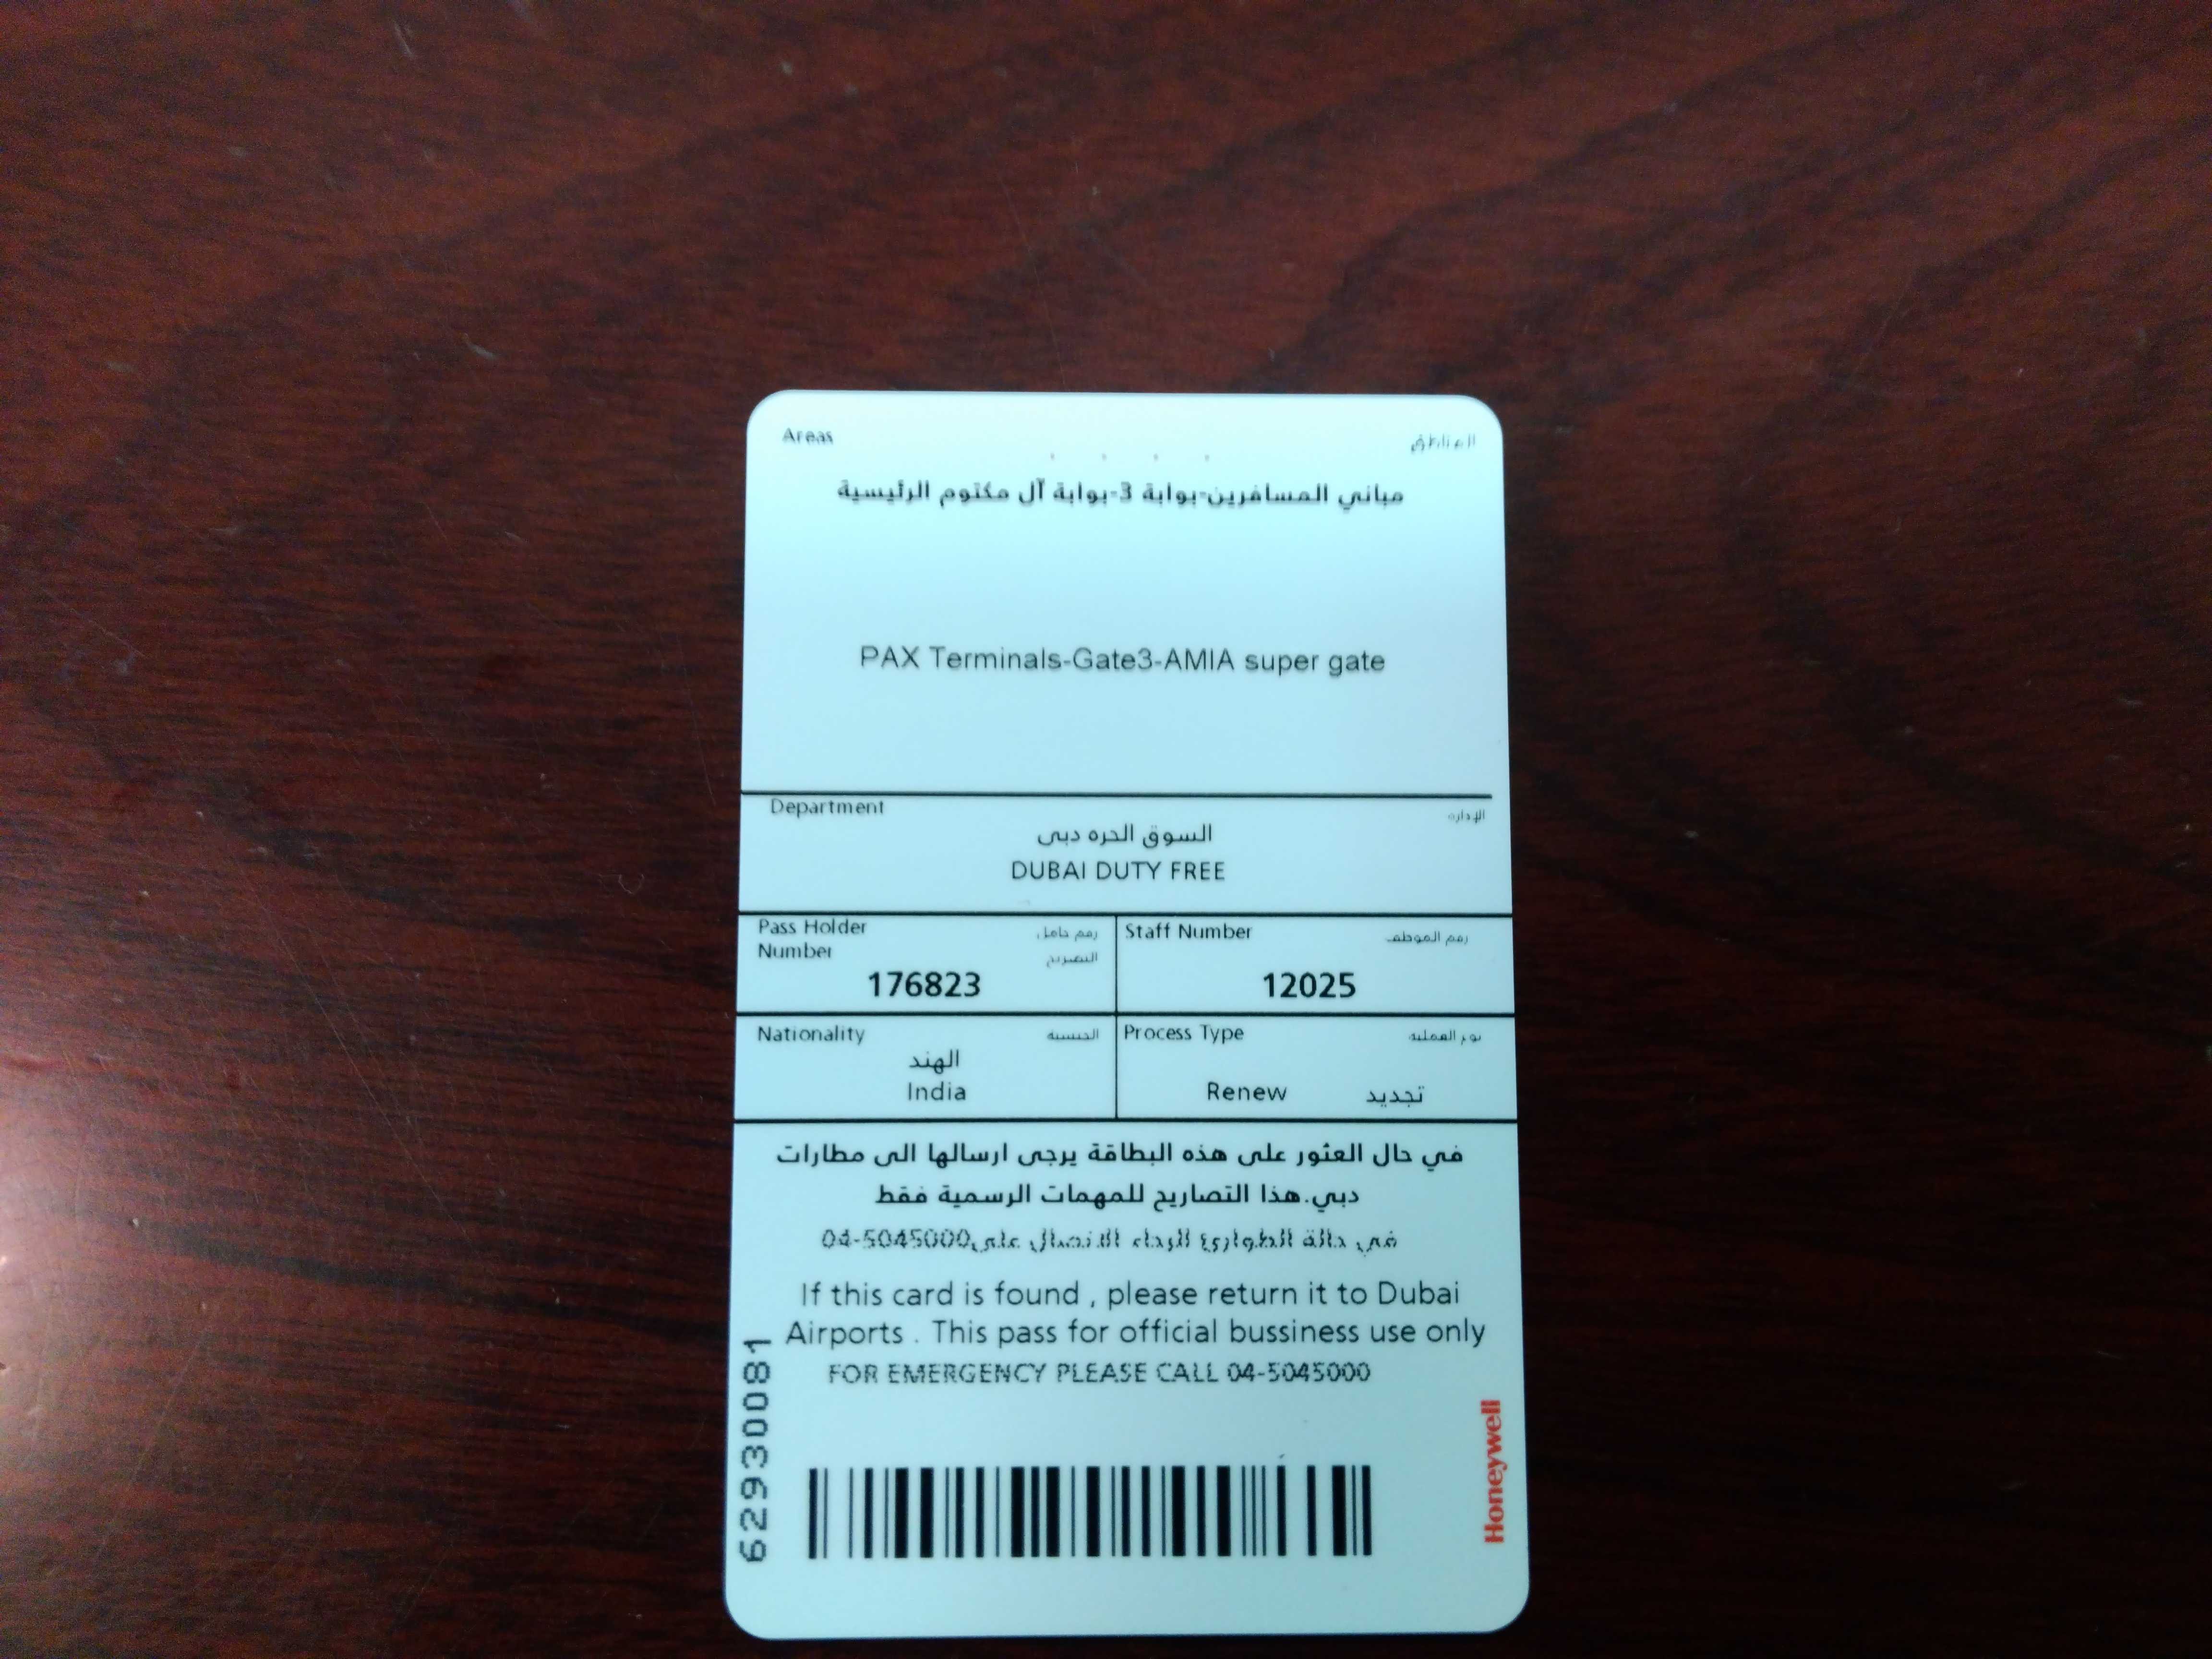 Areas المناطق
مباني المسافرين-بوابة 3-بوابة آل مكتوم الرئيسية
PAX Terminals-Gate3-AMIA super gate
Department الإدارة
السوق الحره دبى
DUBAI DUTY FREE
Pass Holder رقم حامل
Number التصريح
176823
Staff Number رقم الموظف
12025
Nationality الجنسية
الهند
India
Process Type نوع العملية
Renew تجديد
في حال العثور على هذه البطاقة يرجى ارسالها الى مطارات
دبي.هذا التصاريح للمهمات الرسمية فقط
في حالة الطوارئ الرجاء الاتصال على04-5045000
If this card is found , please return it to Dubai
Airports . This pass for official bussiness use only
FOR EMERGENCY PLEASE CALL 04-5045000
62930081
Honeywell